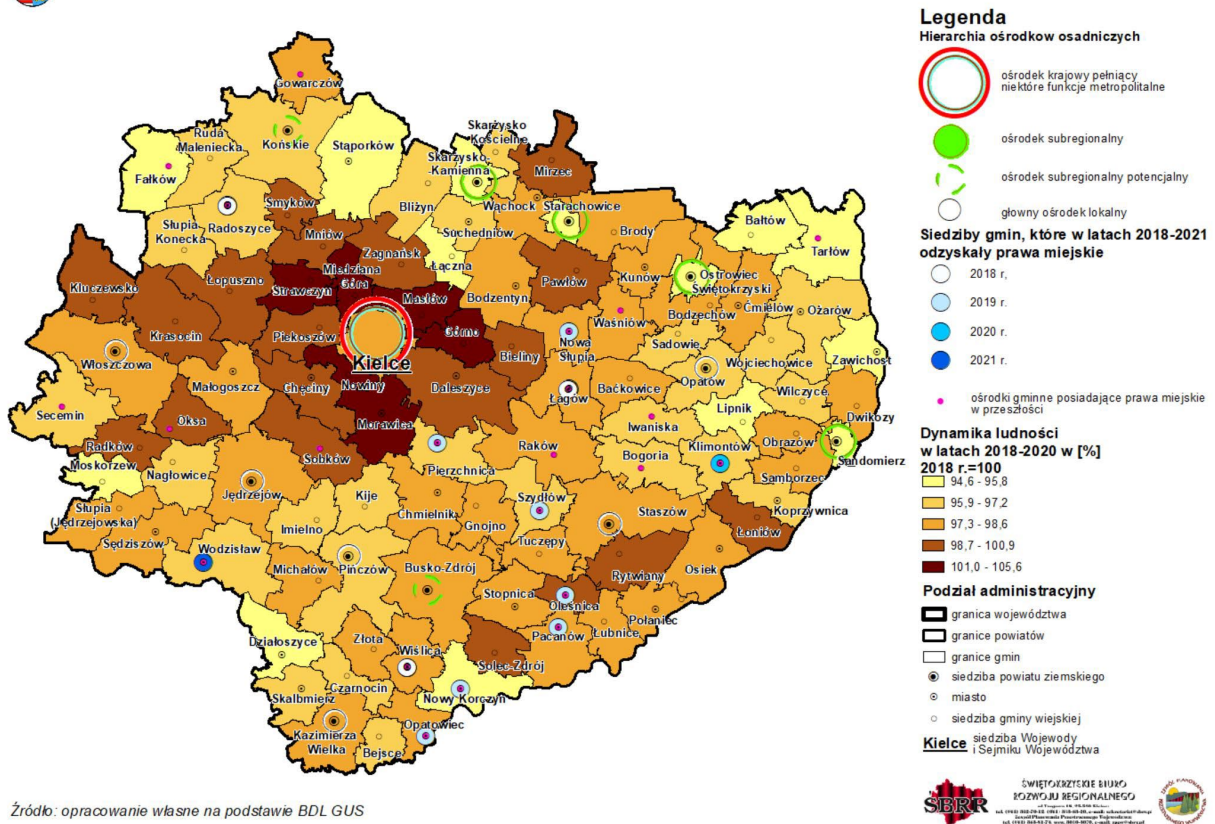 Gowarczów
Ruda
Maleniecka
Końskie
Stąporków
Skarżysko
Kościelne
Skarżysko-
-Kamienna
Mirzec
Fałków
Smyków
Bliżyn
Wąchock
Starachowice
Słupia
Konecka
Radoszyce
Mniów
Suchedniów
Brody
Bałtów
Tarłów
Zagnańsk
Łączna
Miedziana
Góra
Kluczewsko
Łopuszno
Strawczyn
Masłów
Bodzentyn
Pawłów
Kunów
Ostrowiec
Świętokrzyski
Bodzechów
Ćmielów
Ożarów
Krasocin
Piekoszów
Górno
Waśniów
Nowa
Słupia
Sadowie
Włoszczowa
Kielce
Bieliny
Wojciechowice
Zawichost
Małogoszcz
Chęciny
Nowiny
Daleszyce
Łagów
Baćkowice
Opatów
Wilczyce
Secemin
Oksa
Morawica
Iwaniska
Lipnik
Dwikozy
Radków
Moskorzew
Nagłowice
Sobków
Pierzchnica
Raków
Bogoria
Klimontów
Obrazów
Sandomierz
Samborzec
Jędrzejów
Kije
Chmielnik
Szydłów
Staszów
Koprzywnica
Słupia
(Jędrzejowska)
Imielno
Gnojno
Łoniów
Sędziszów
Wodzisław
Tuczępy
Michałów
Pińczów
Busko-Zdrój
Rytwiany
Osiek
Stopnica
Oleśnica
Połaniec
Działoszyce
Złota
Wiślica
Pacanów
Łubnice
Solec-Zdrój
Czarnocin
Skalbmierz
Nowy Korczyn
Kazimierza
Wielka
Bejsce
Opatowiec
Legenda
Hierarchia ośrodkow osadniczych
ośrodek krajowy pełniący
niektóre funkcje metropolitalne
ośrodek subregionalny
ośrodek subregionalny potencjalny
głowny ośrodek lokalny
Siedziby gmin, które w latach 2018-2021
odzyskały prawa miejskie
2018 r,
2019 r.
2020 r.
2021 r.
ośrodki gminne posiadające prawa miejskie
w przeszłości
Dynamika ludności
w latach 2018-2020 w [%]
2018 r.=100
94,6 - 95,8
95,9 - 97,2
97,3 - 98,6
98,7 - 100,9
101,0 - 105,6
Podział administracyjny
granica województwa
granice powiatów
granice gmin
siedziba powiatu ziemskiego
miasto
siedziba gminy wiejskiej
Kielce siedziba Wojewody
i Sejmiku Województwa
SBRR
ŚWIĘTOKRZYSKIE BIURO
ROZWOJU REGIONALNEGO
Źródło: opracowanie własne na podstawie BDL GUS